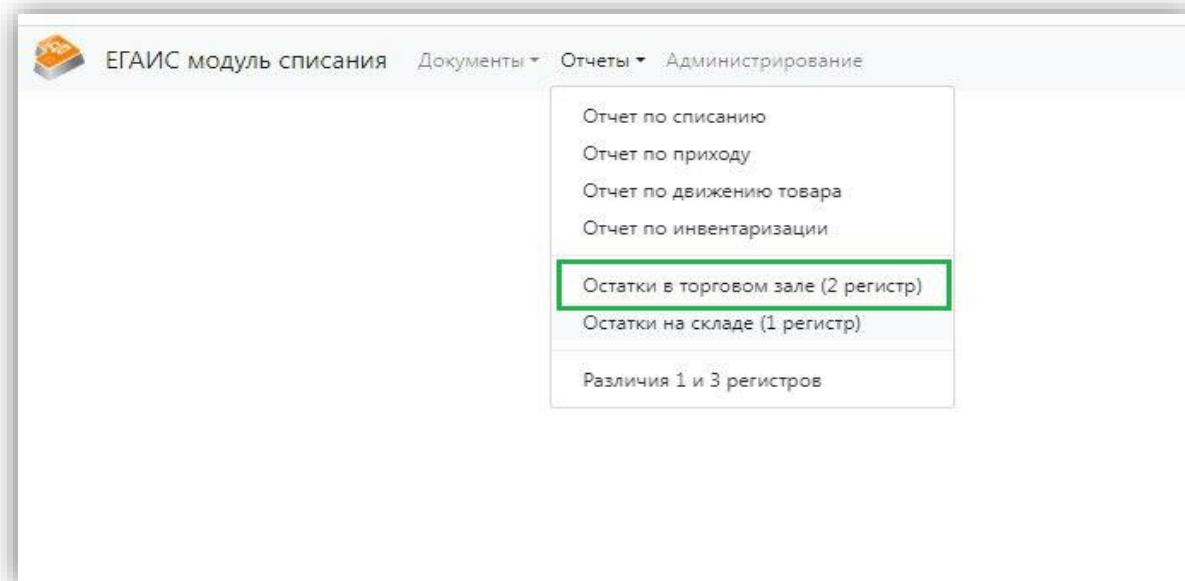 ЕГАИС модуль списания Документы Отчеты Администрирование
Отчет по списанию
Отчет по приходу
Отчет по движению товара
Отчет по инвентаризации
Остатки в торговом зале (2 регистр)
Остатки на складе (1 регистр)
Различия 1 и 3 регистров